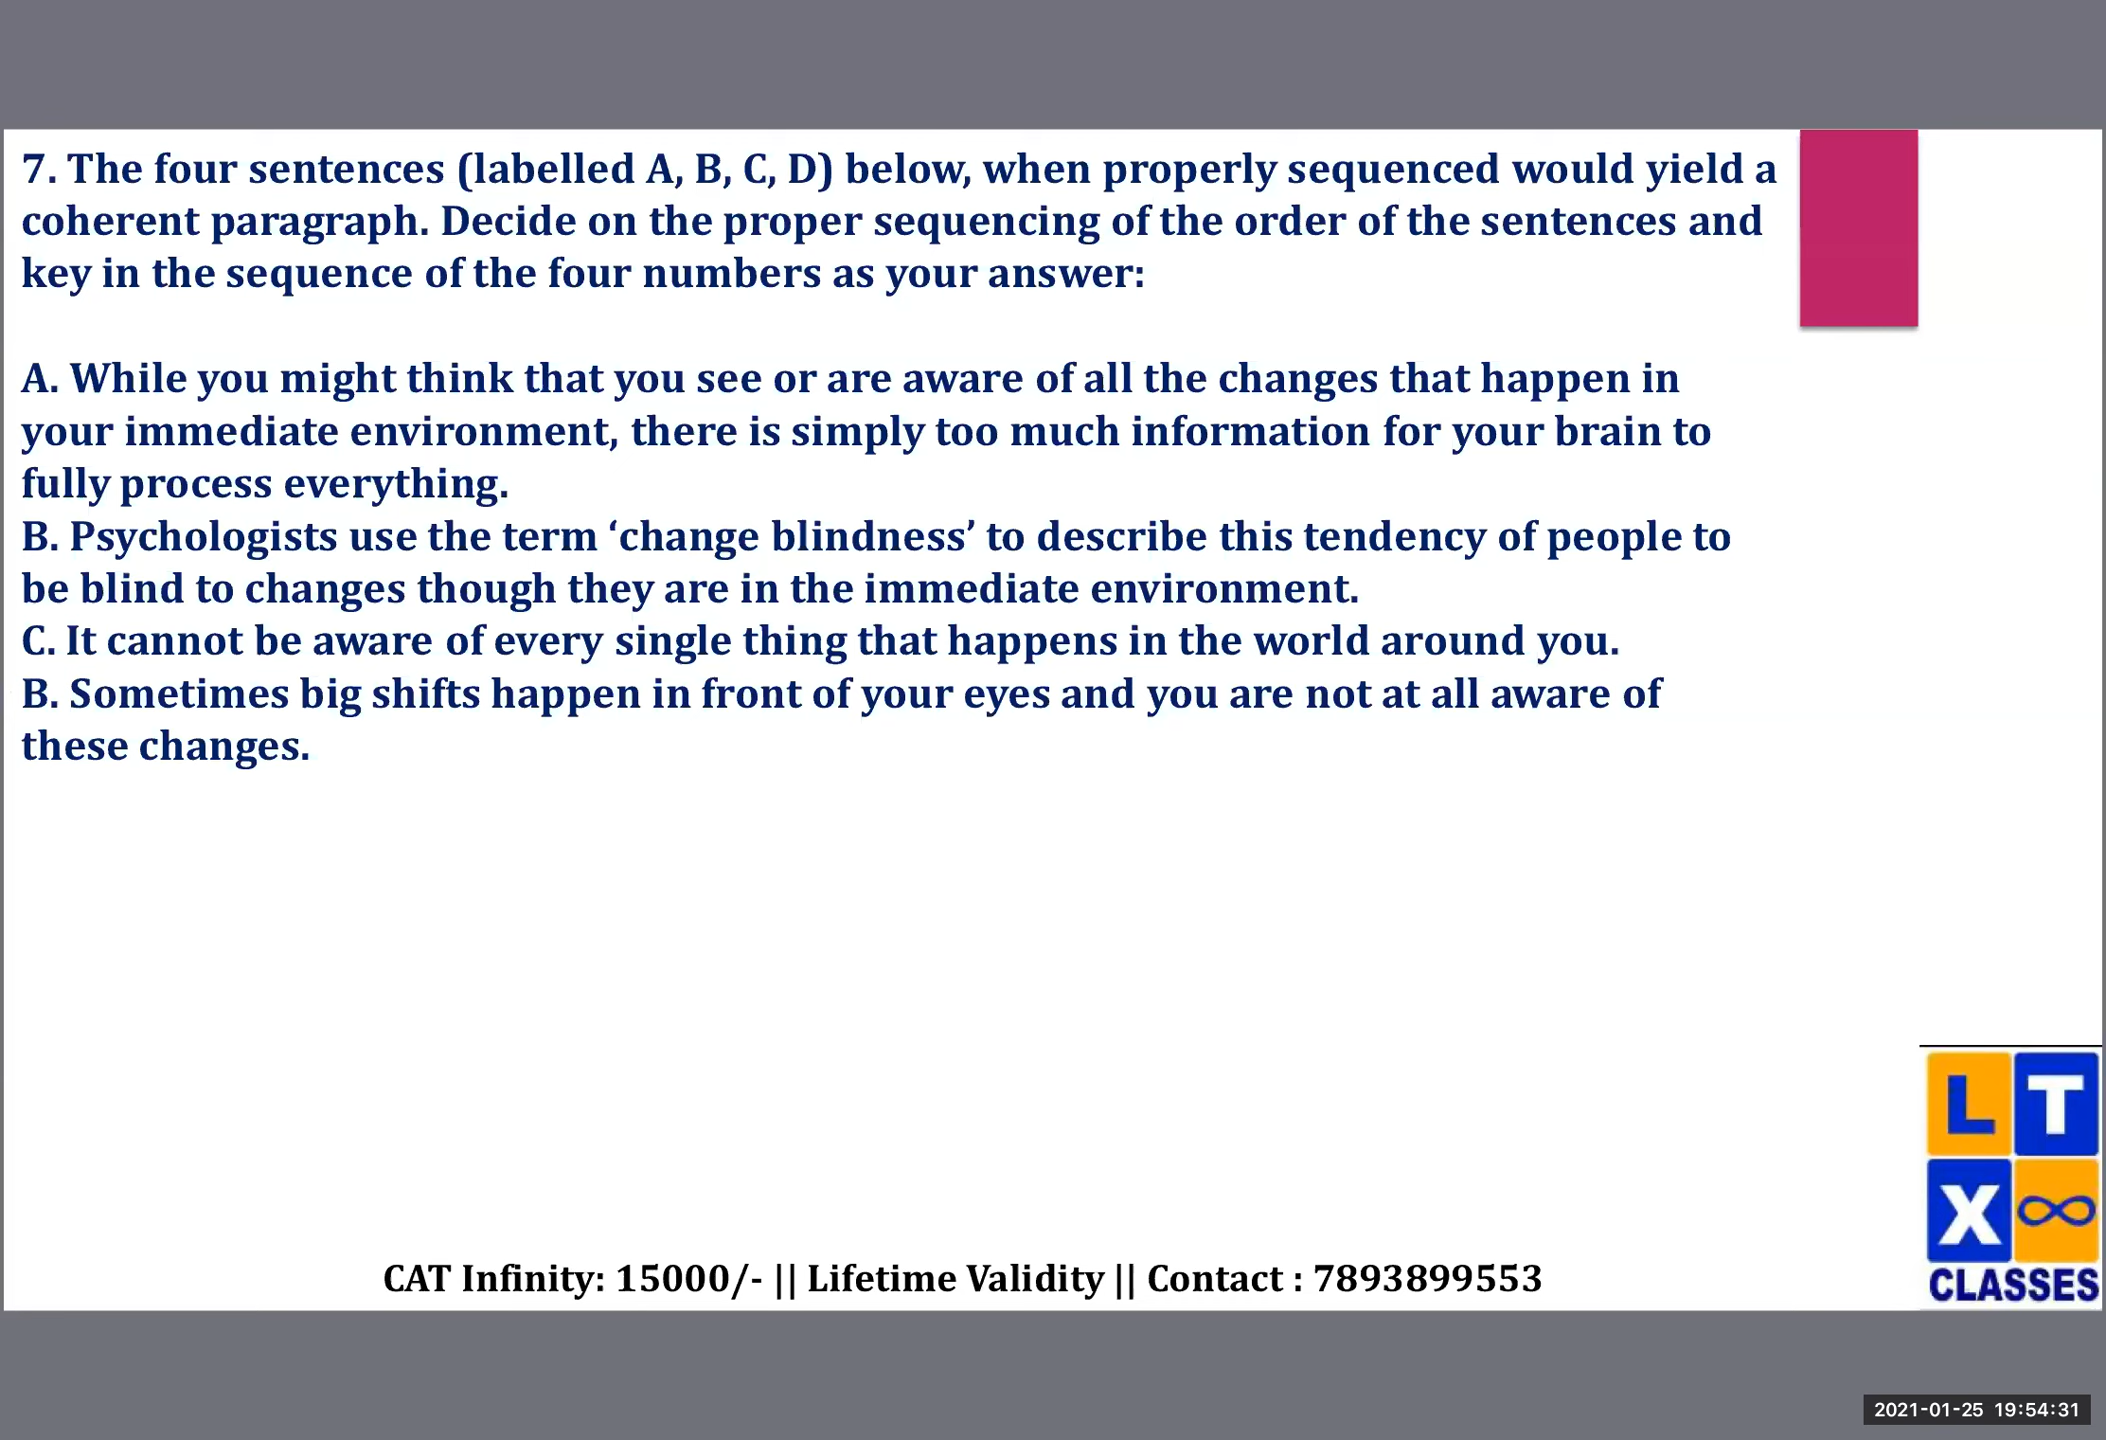 7. The four sentences (labelled A, B, C, D) below, when properly sequenced would yield a
coherent paragraph. Decide on the proper sequencing of the order of the sentences and
key in the sequence of the four numbers as your answer:
A. While you might think that you see or are aware of all the changes that happen in
your immediate environment, there is simply too much information for your brain to
fully process everything.
B. Psychologists use the term ‘change blindness’ to describe this tendency of people to
be blind to changes though they are in the immediate environment.
C. It cannot be aware of every single thing that happens in the world around you.
B. Sometimes big shifts happen in front of your eyes and you are not at all aware of
these changes.
L T
X ∞
CLASSES
CAT Infinity: 15000/- || Lifetime Validity || Contact : 7893899553
2021-01-25 19:54:31